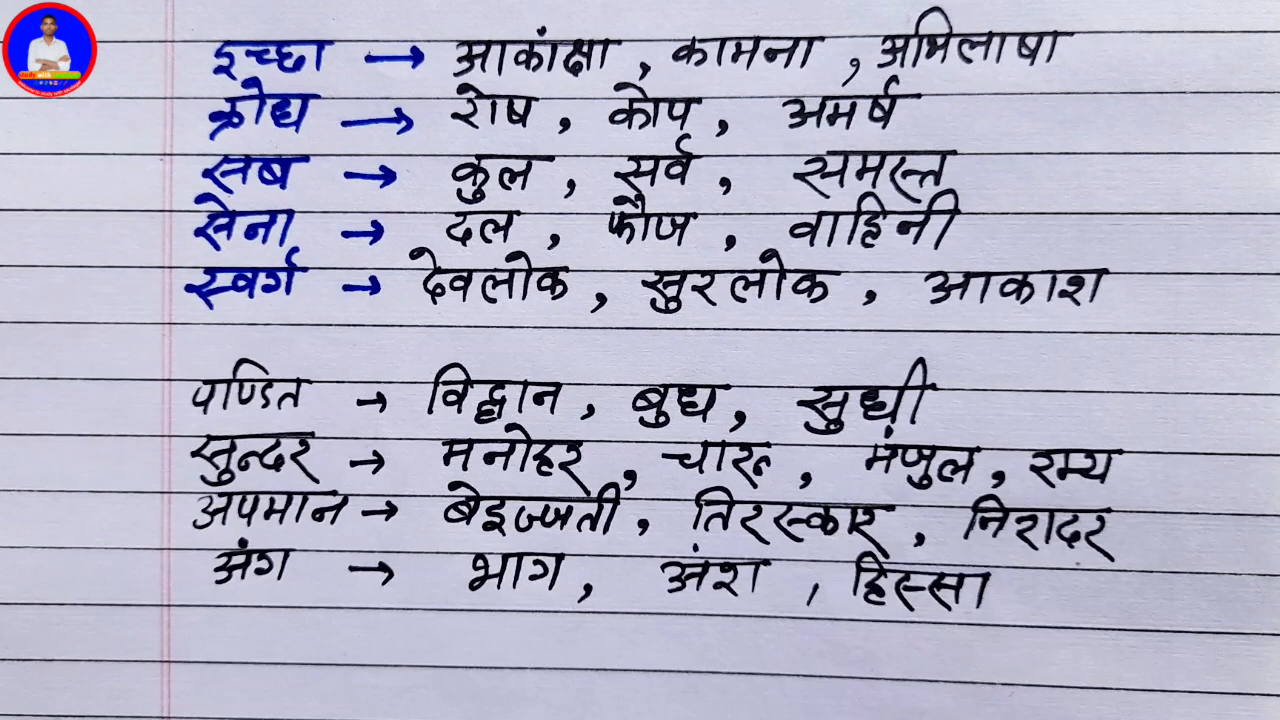 इच्छा → आकांक्षा , कामना , अभिलाषा
क्रोध → रोष , कोप , अमर्ष
सब → कुल , सर्व , समस्त
सेना → दल , फौज , वाहिनी
स्वर्ग → देवलोक , सुरलोक , आकाश
पण्डित → विद्वान , बुध , सुधी
सुन्दर → मनोहर , चारू , मंजुल , रम्य
अपमान → बेइज्जती , तिरस्कार , निरादर
अंग → भाग , अंश , हिस्सा